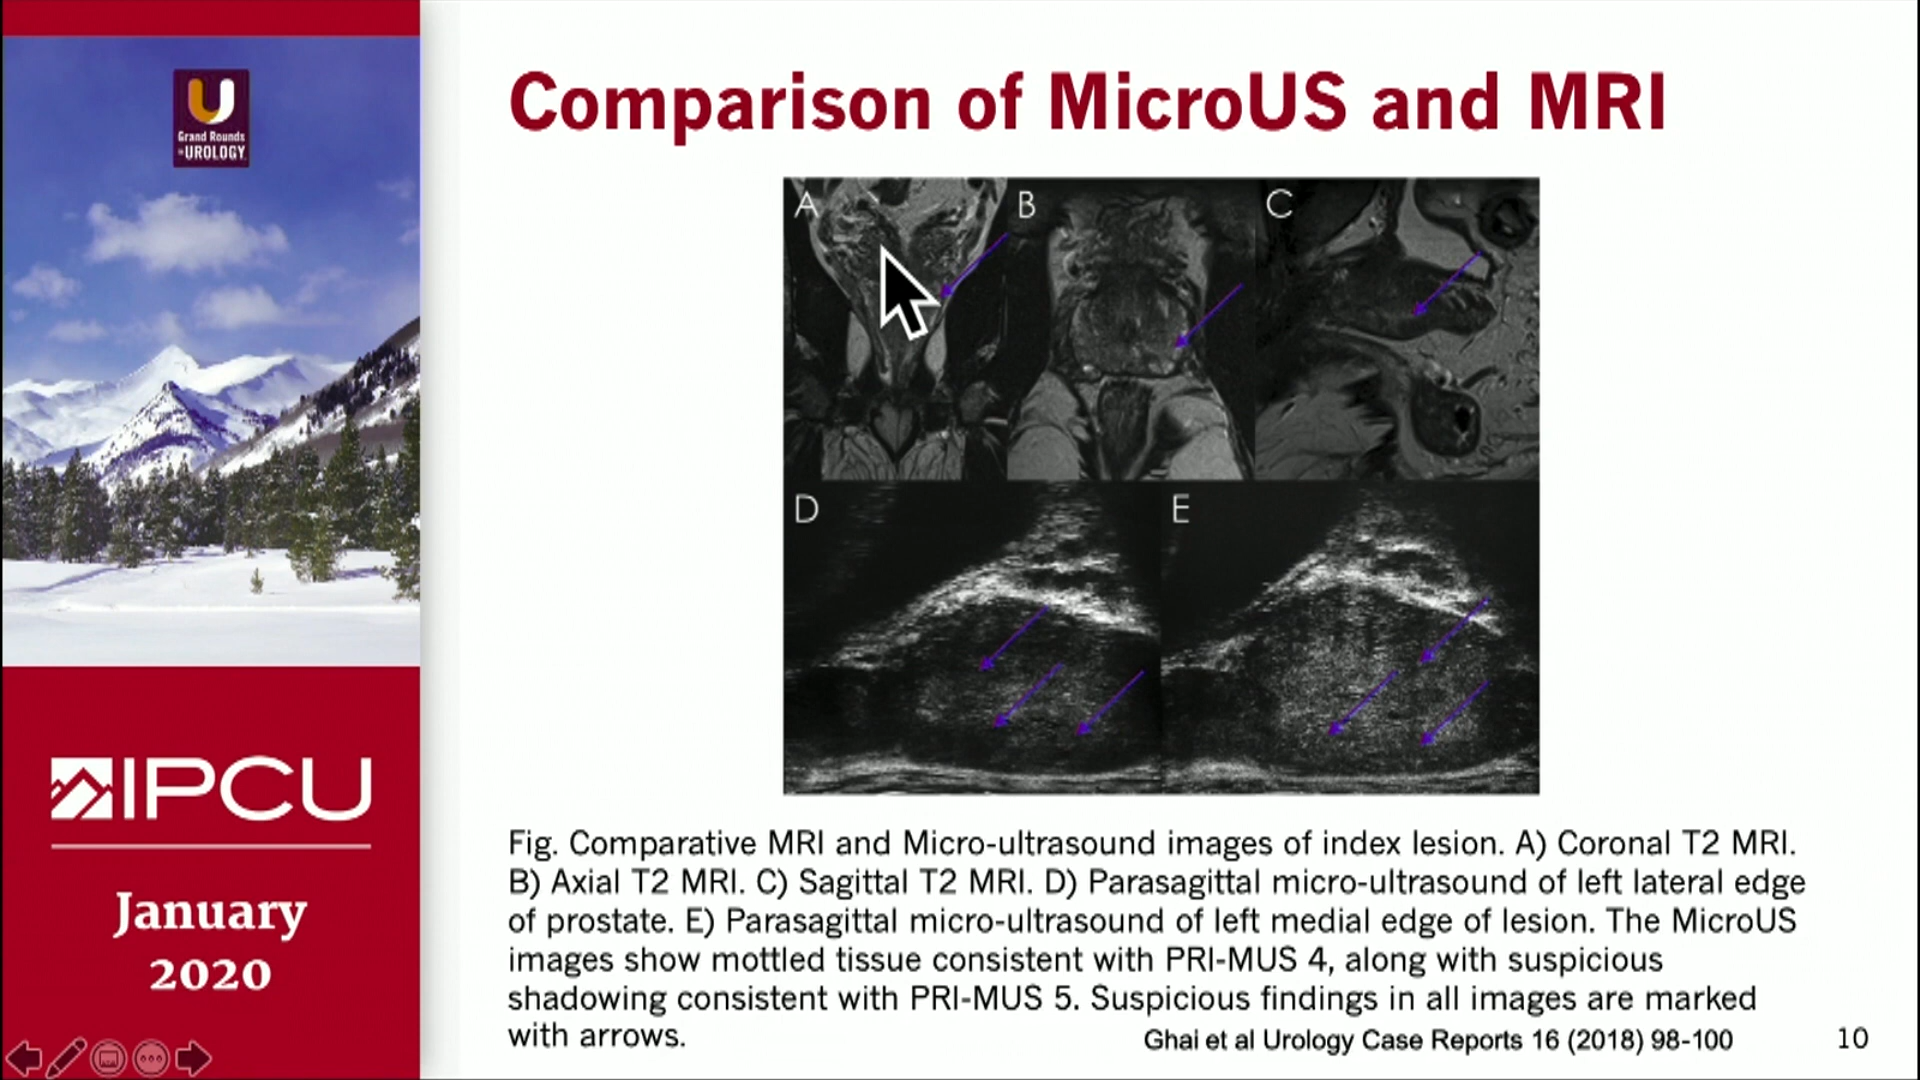 Grand Rounds
in UROLOGY
Comparison of MicroUS and MRI
A
B
C
D
E
IPCU
January
2020
Fig. Comparative MRI and Micro-ultrasound images of index lesion. A) Coronal T2 MRI.
B) Axial T2 MRI. C) Sagittal T2 MRI. D) Parasagittal micro-ultrasound of left lateral edge
of prostate. E) Parasagittal micro-ultrasound of left medial edge of lesion. The MicroUS
images show mottled tissue consistent with PRI-MUS 4, along with suspicious
shadowing consistent with PRI-MUS 5. Suspicious findings in all images are marked
with arrows.
Ghai et al Urology Case Reports 16 (2018) 98-100
10